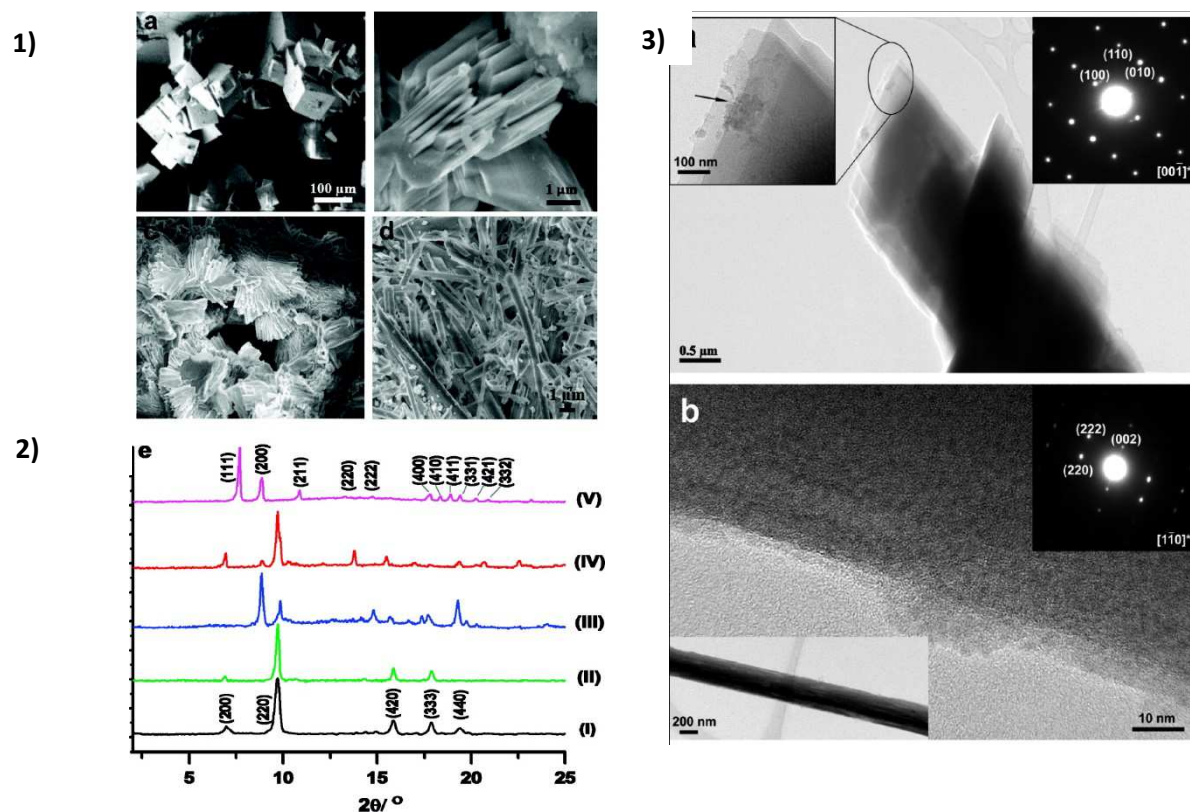 1)
a
100 µm
1 µm
d
1 µm
2)
e
(111)
(200)
(211)
(220)
(222)
(400)
(410)
(411)
(331)
(421)
(332)
(V)
(IV)
(III)
(II)
(200)
(220)
(420)
(333)
(440)
(I)
5 10 15 20 25
2θ/ °
3)
100 nm
(110)
(100) (010)
[001̄]*
0.5 µm
b
(222)
(002)
(220)
[11̄0]*
200 nm
10 nm